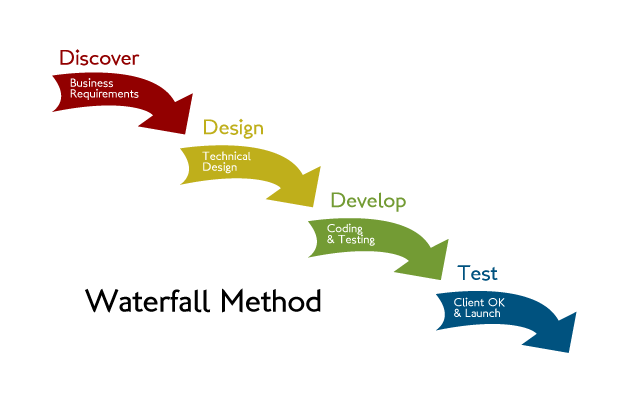 Discover
Business
Requirements
Design
Technical
Design
Develop
Coding
& Testing
Test
Client OK
& Launch
Waterfall Method